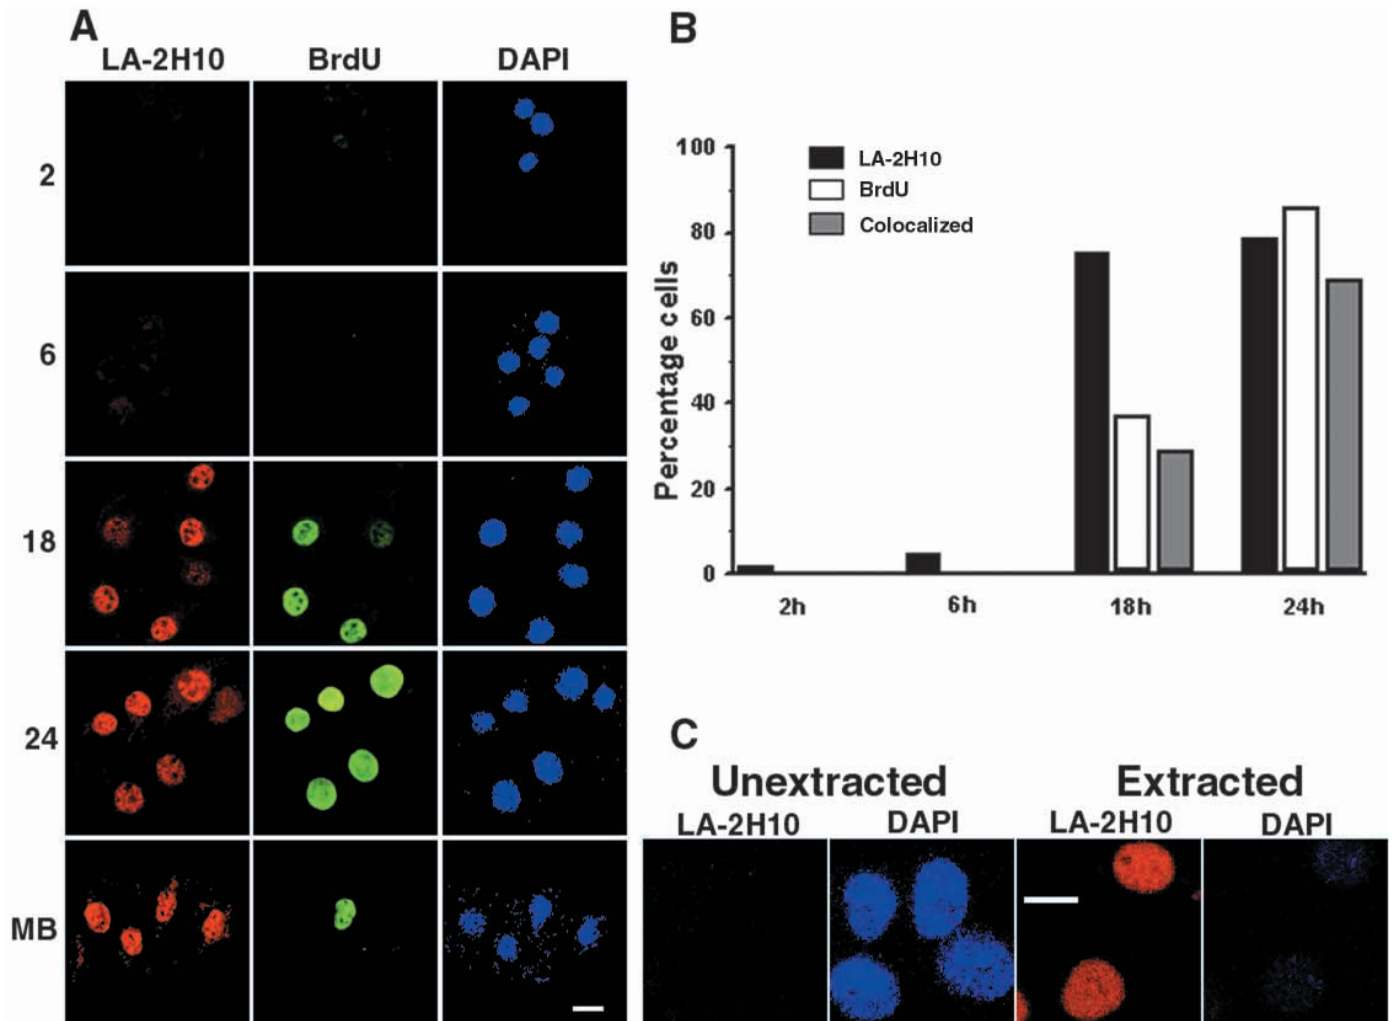 A
LA-2H10 BrdU DAPI
2
6
18
24
MB
B
100
80
60
40
20
0
Percentage cells
LA-2H10
BrdU
Colocalized
2h 6h 18h 24h
C
Unextracted Extracted
LA-2H10 DAPI LA-2H10 DAPI